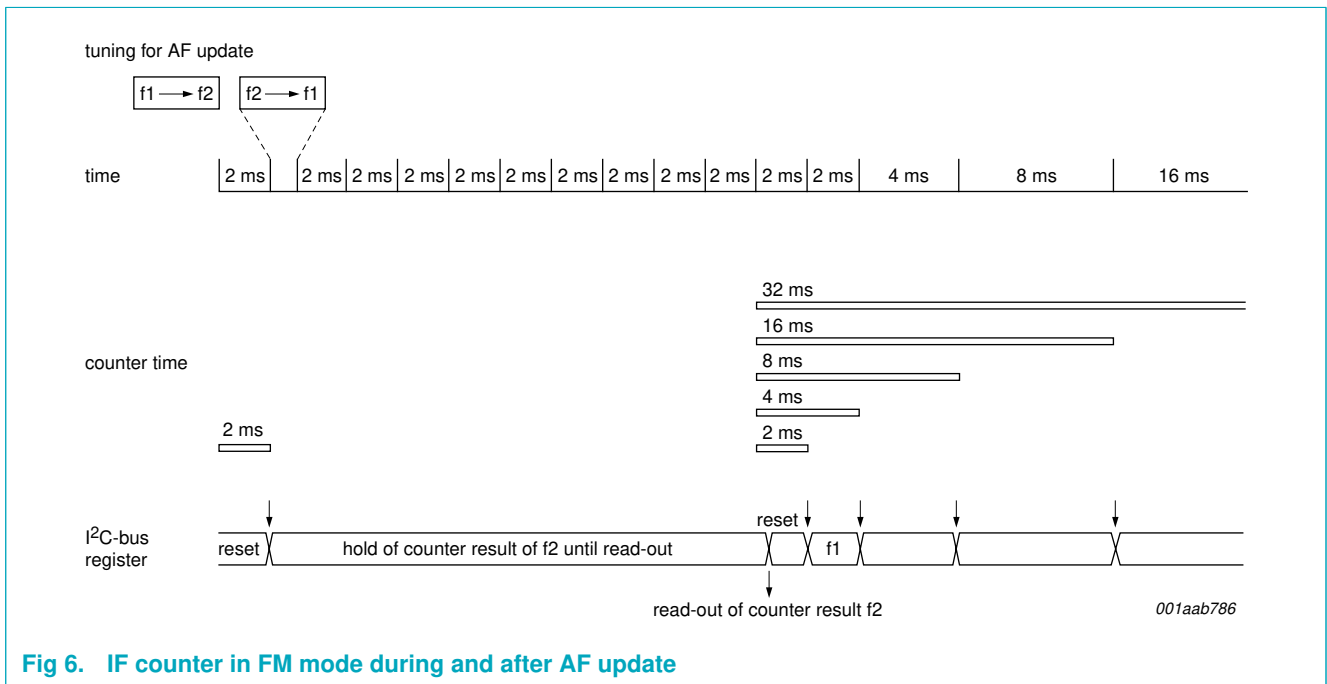 tuning for AF update
f1 → f2 f2 → f1
time 2 ms 2 ms 2 ms 2 ms 2 ms 2 ms 2 ms 2 ms 2 ms 2 ms 2 ms 2 ms 4 ms 8 ms 16 ms
32 ms
16 ms
counter time 8 ms
4 ms
2 ms 2 ms
reset
I²C-bus register reset hold of counter result of f2 until read-out f1
read-out of counter result f2 001aab786
Fig 6. IF counter in FM mode during and after AF update